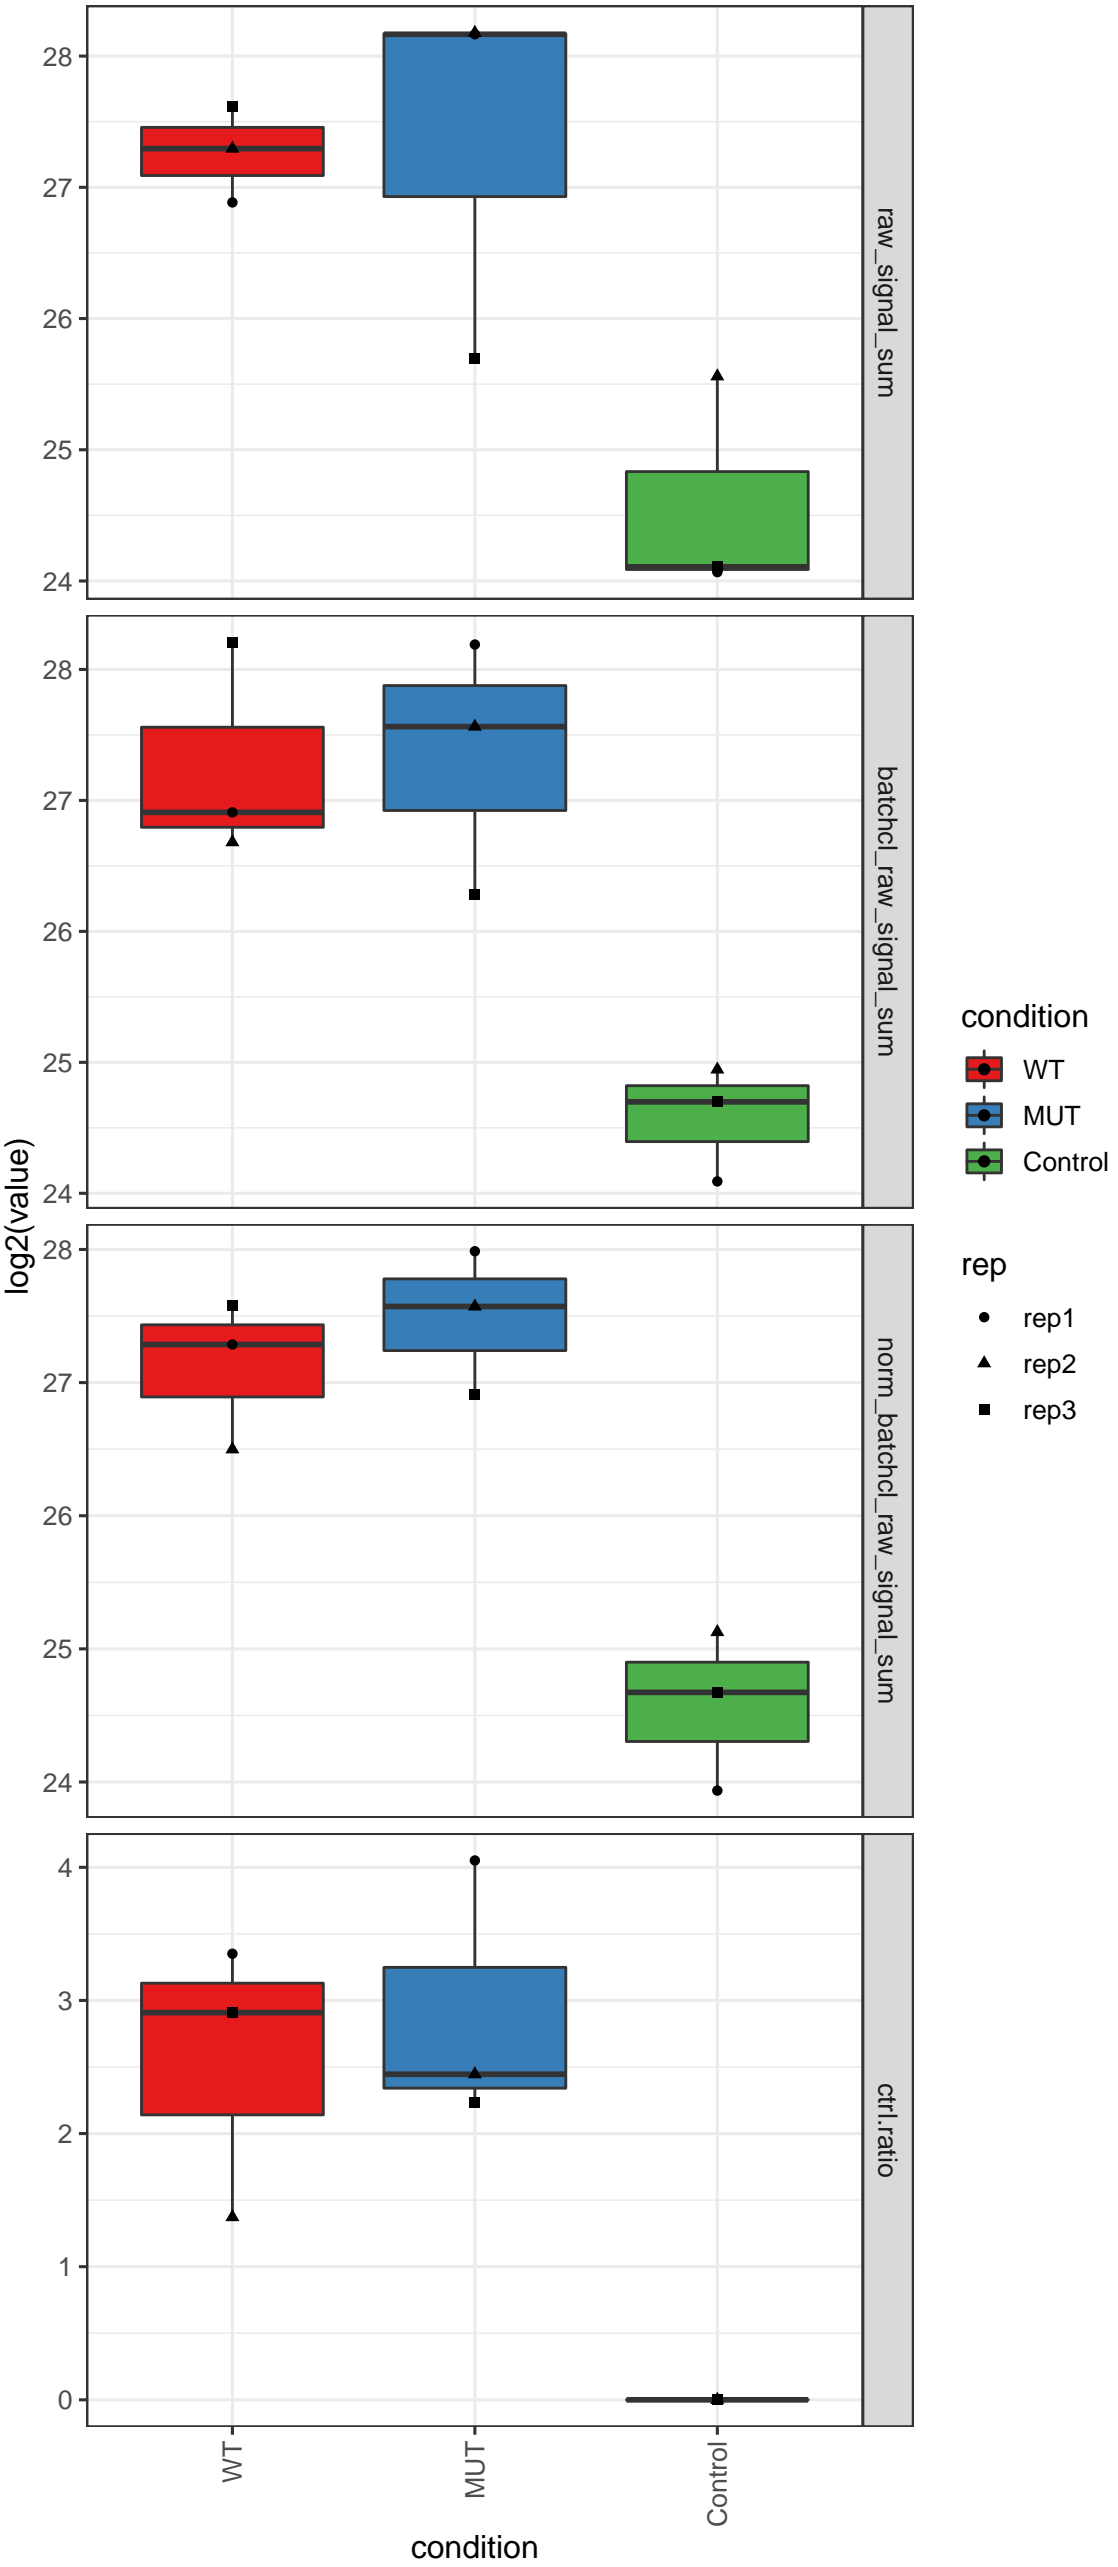 log2(value)
28
27
26
25
24
raw_signal_sum
28
27
26
25
24
batchcl_raw_signal_sum
28
27
26
25
24
norm_batchcl_raw_signal_sum
4
3
2
1
0
ctrl.ratio
WT
MUT
Control
condition
condition
WT
MUT
Control
rep
rep1
rep2
rep3